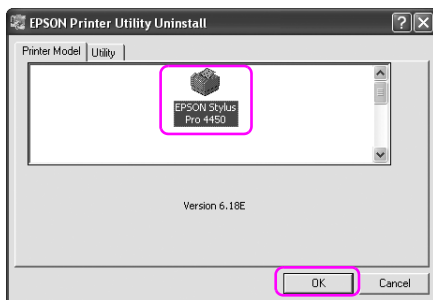 EPSON Printer Utility Uninstall
Printer Model Utility
EPSON Stylus
Pro 4450
Version 6.18E
OK Cancel